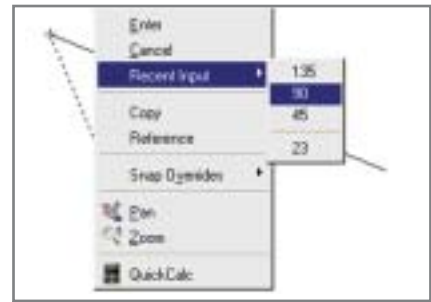 Enter
Cancel
Recent Input
135
90
45
23
Copy
Reference
Snap Overrides
Pan
Zoom
QuickCalc